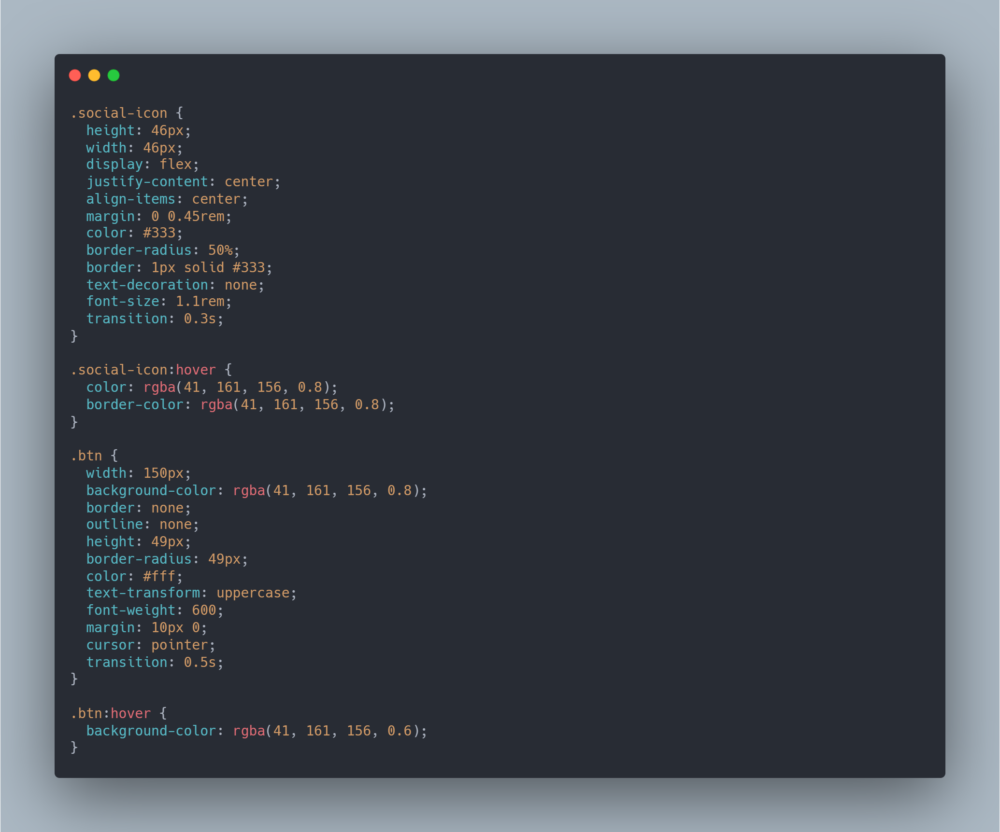 .social-icon {
  height: 46px;
  width: 46px;
  display: flex;
  justify-content: center;
  align-items: center;
  margin: 0 0.45rem;
  color: #333;
  border-radius: 50%;
  border: 1px solid #333;
  text-decoration: none;
  font-size: 1.1rem;
  transition: 0.3s;
}

.social-icon:hover {
  color: rgba(41, 161, 156, 0.8);
  border-color: rgba(41, 161, 156, 0.8);
}

.btn {
  width: 150px;
  background-color: rgba(41, 161, 156, 0.8);
  border: none;
  outline: none;
  height: 49px;
  border-radius: 49px;
  color: #fff;
  text-transform: uppercase;
  font-weight: 600;
  margin: 10px 0;
  cursor: pointer;
  transition: 0.5s;
}

.btn:hover {
  background-color: rgba(41, 161, 156, 0.6);
}